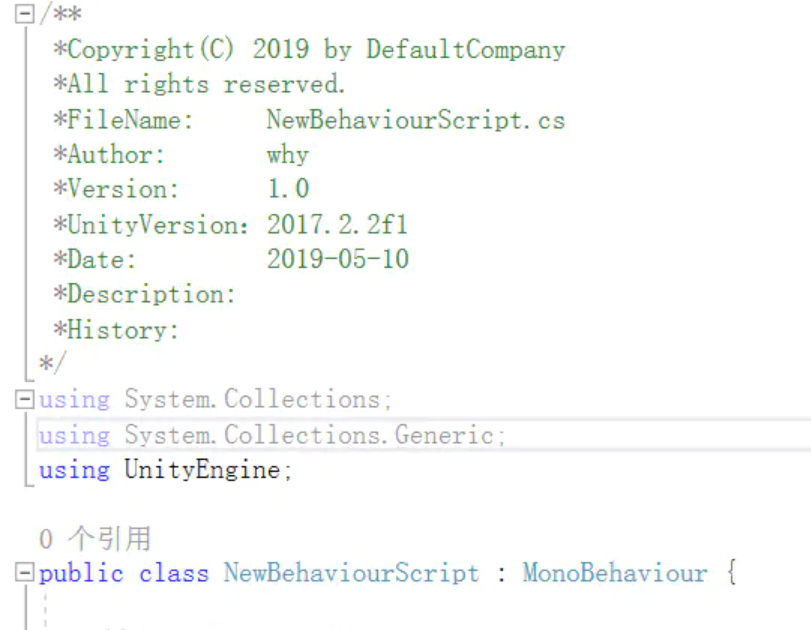 /**
*Copyright(C) 2019 by DefaultCompany
*All rights reserved.
*FileName: NewBehaviourScript.cs
*Author: why
*Version: 1.0
*UnityVersion: 2017.2.2f1
*Date: 2019-05-10
*Description:
*History:
*/
using System.Collections;
using System.Collections.Generic;
using UnityEngine;
0 个引用
public class NewBehaviourScript : MonoBehaviour {